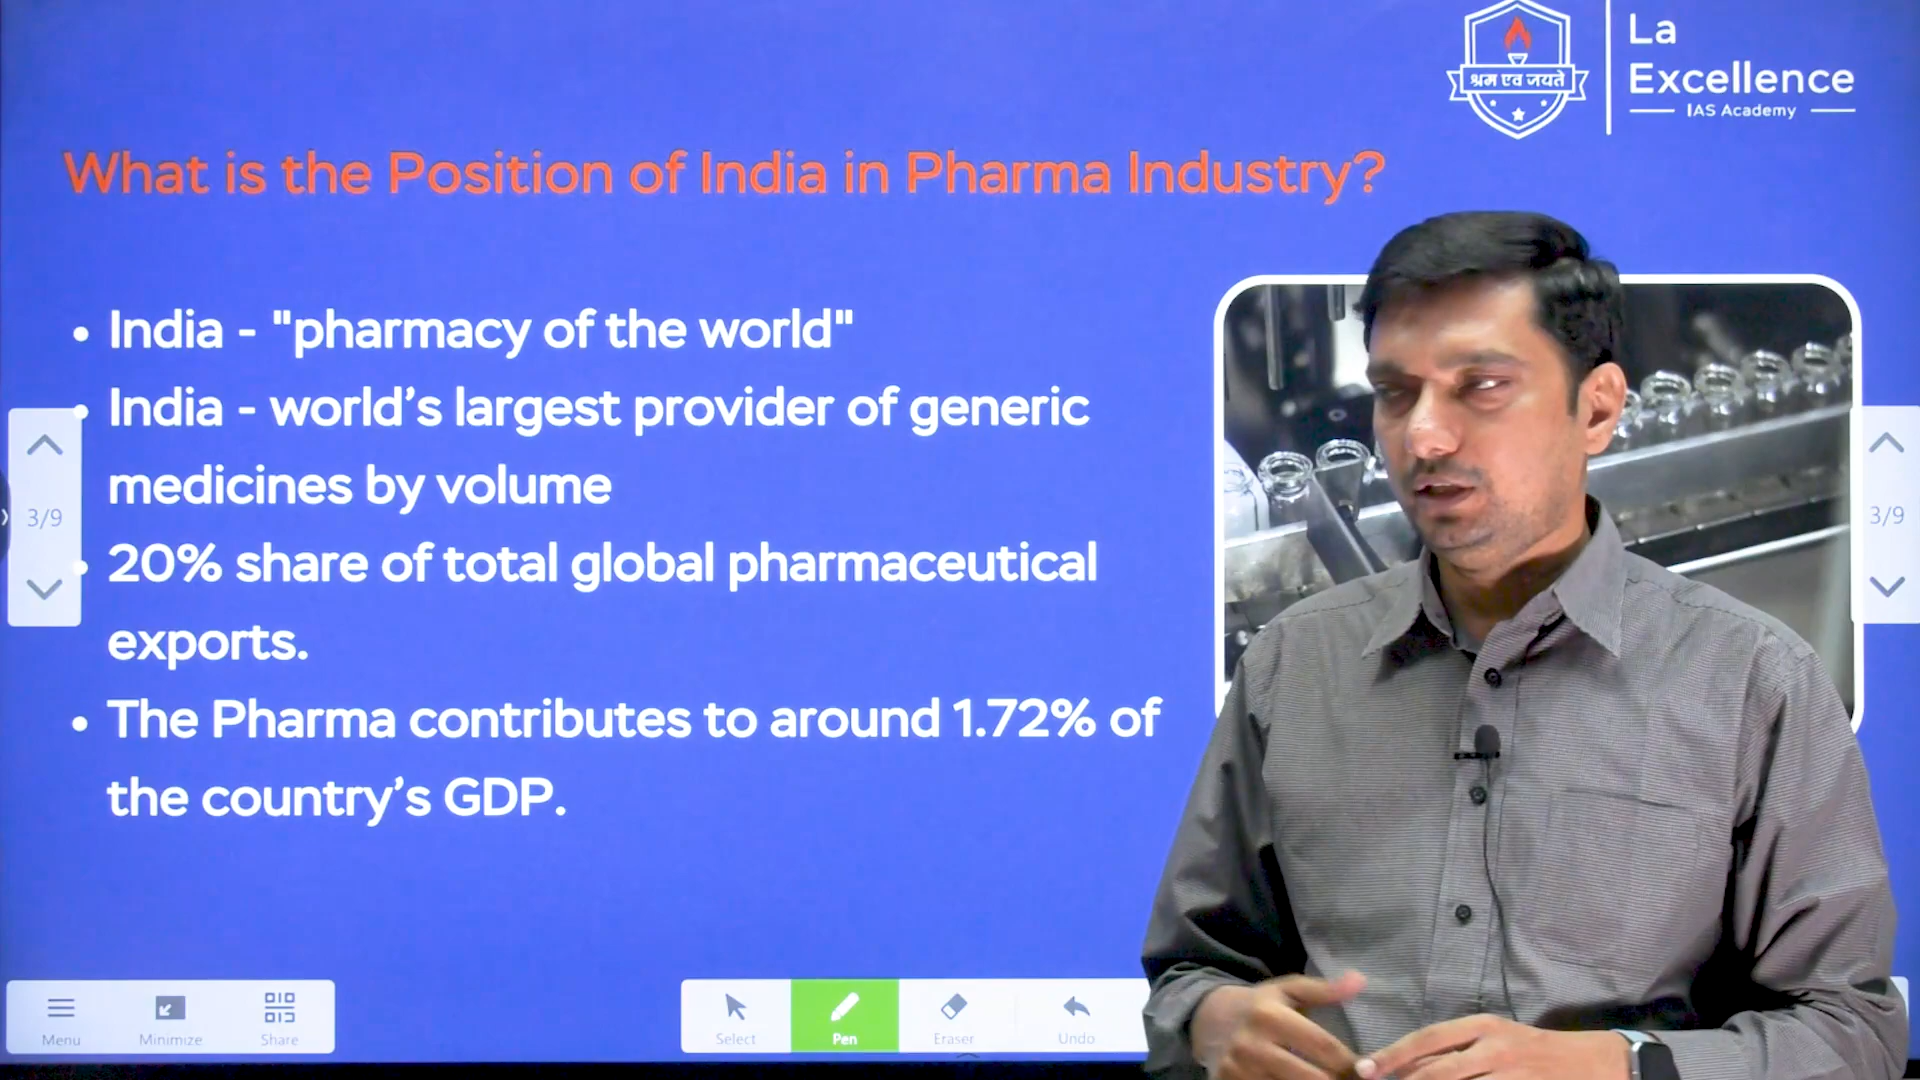 La
Excellence
IAS Academy
श्रम एव जयते
What is the Position of India in Pharma Industry?
• India - "pharmacy of the world"
• India - world’s largest provider of generic
medicines by volume
• 20% share of total global pharmaceutical
exports.
• The Pharma contributes to around 1.72% of
the country’s GDP.
3/9
3/9
Menu
Minimize
Share
Select
Pen
Eraser
Undo